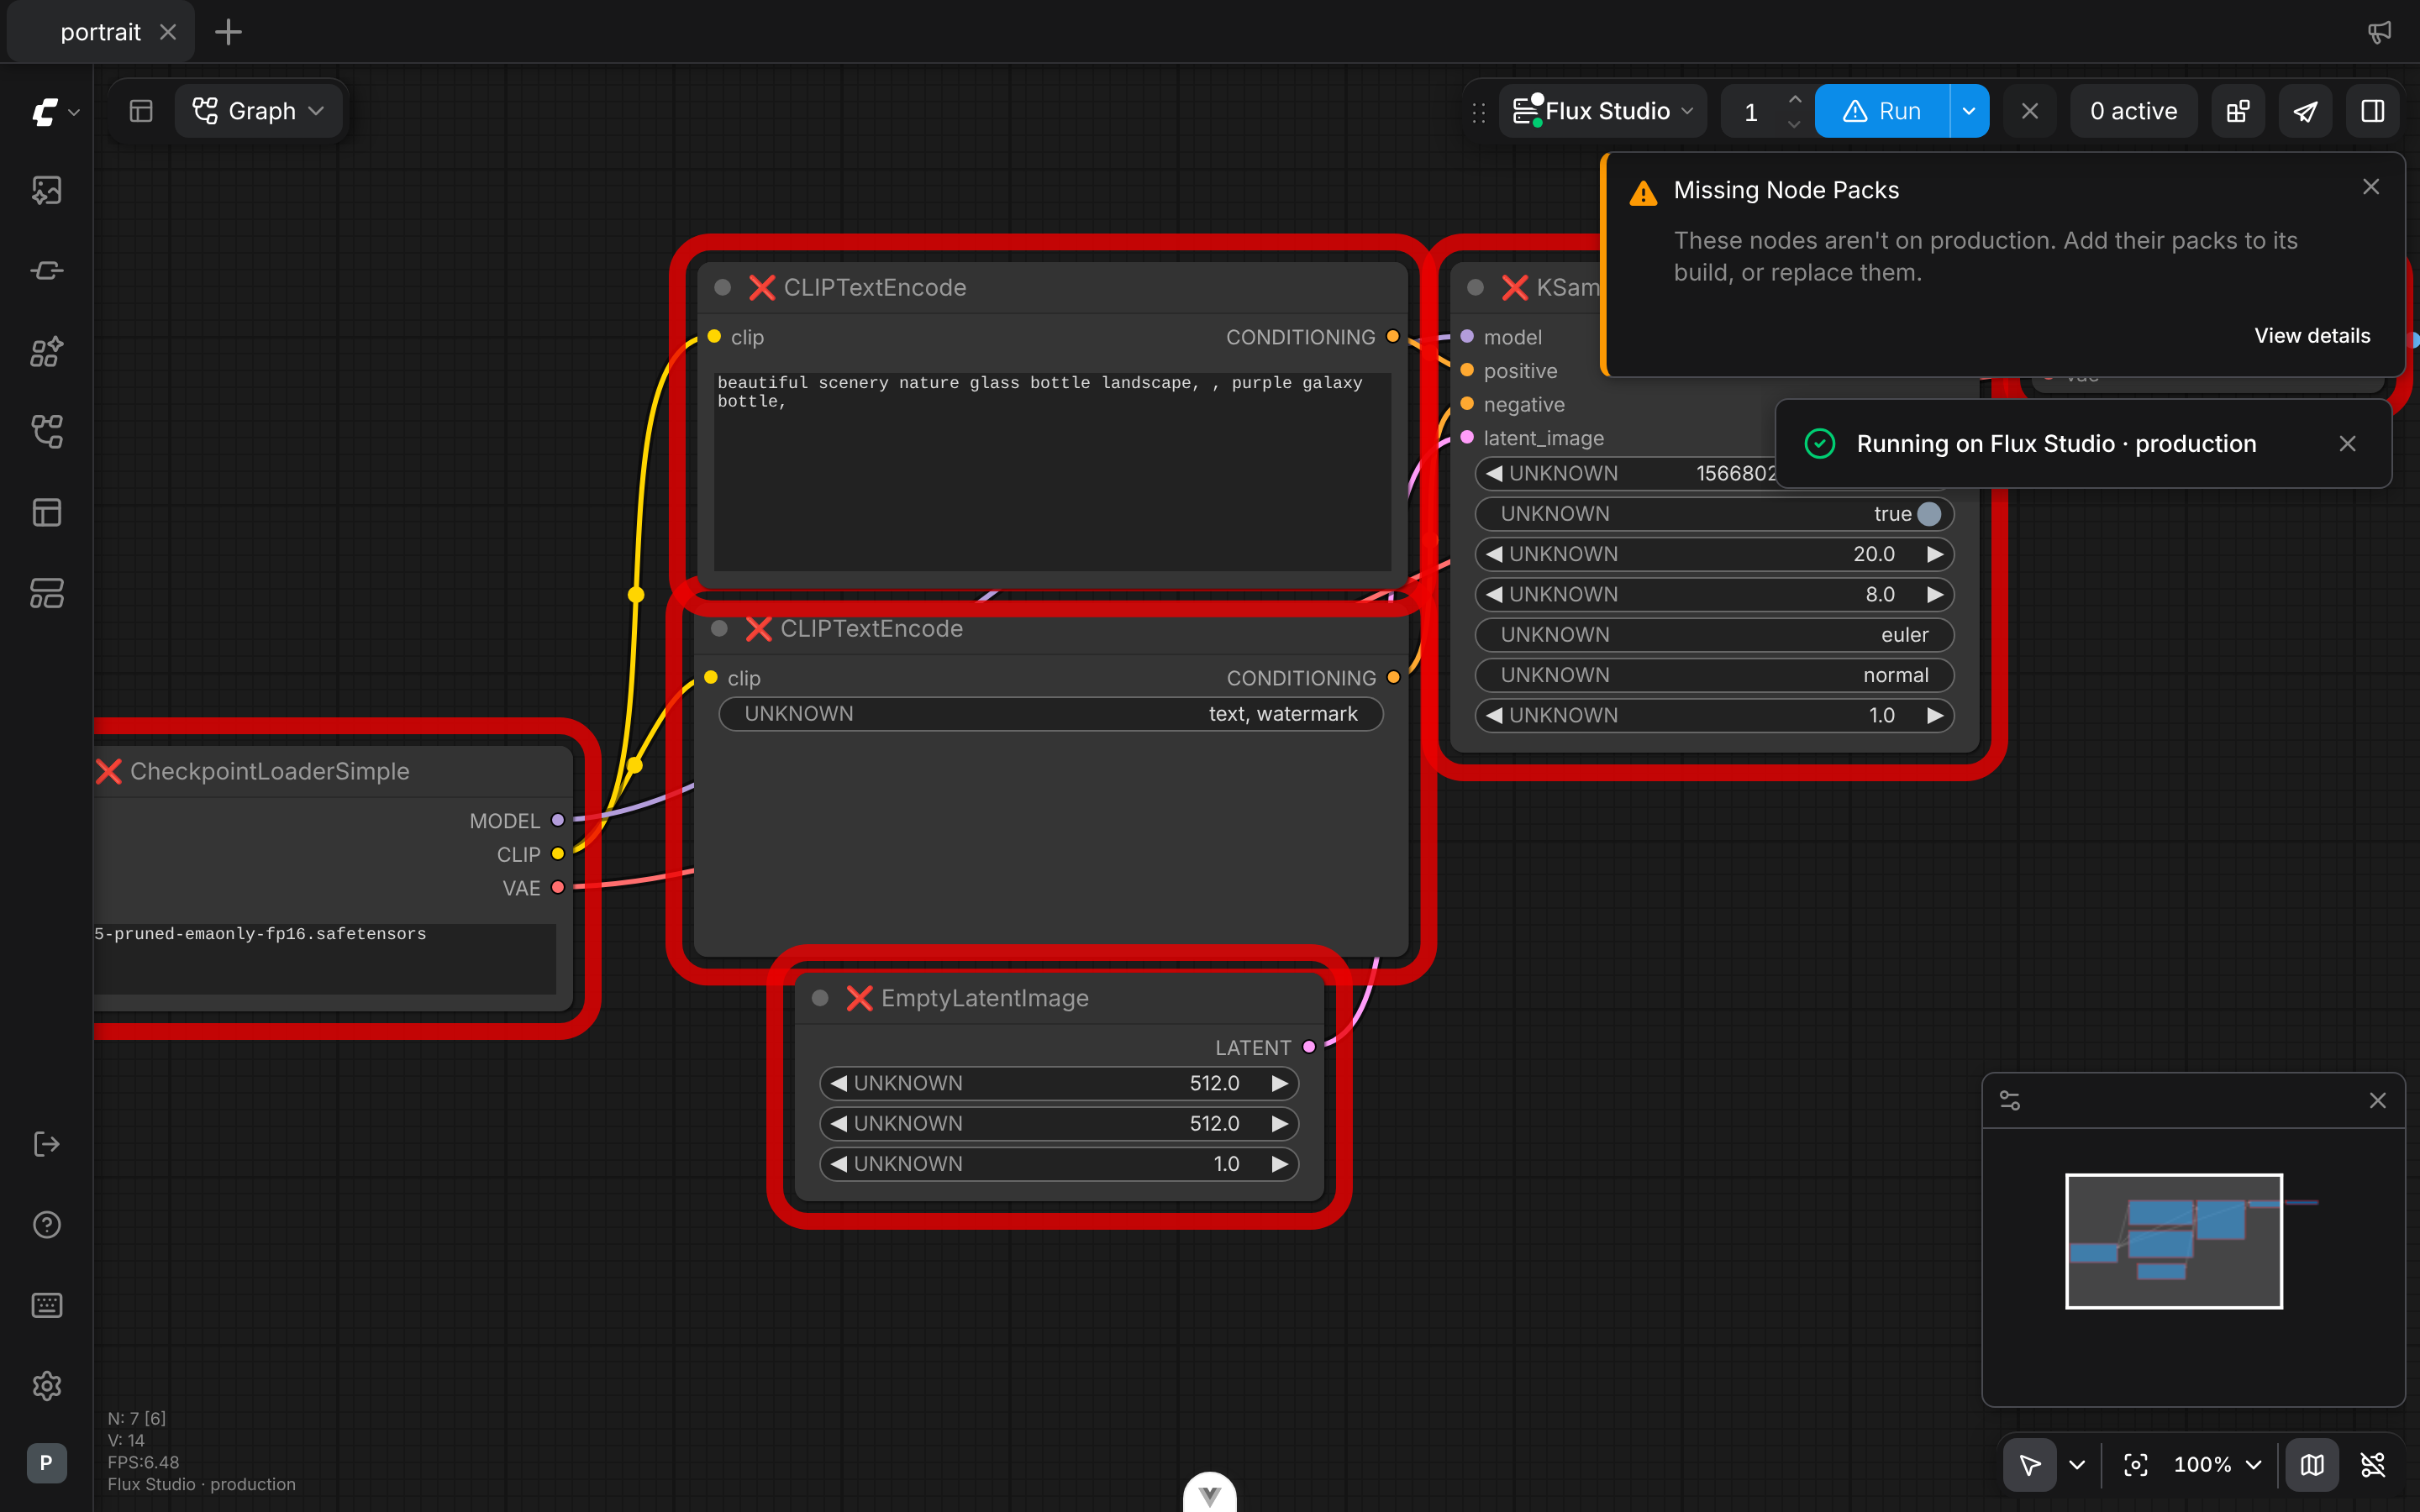 portrait
Graph
Flux Studio
1
Run
0 active
Missing Node Packs
These nodes aren't on production. Add their packs to its
build, or replace them.
View details
Running on Flux Studio · production
CLIPTextEncode
clip
CONDITIONING
beautiful scenery nature glass bottle landscape, , purple galaxy
bottle,
KSam
model
positive
negative
latent_image
UNKNOWN 1566802
UNKNOWN true
UNKNOWN 20.0
UNKNOWN 8.0
UNKNOWN euler
UNKNOWN normal
UNKNOWN 1.0
CLIPTextEncode
clip
CONDITIONING
UNKNOWN text, watermark
CheckpointLoaderSimple
MODEL
CLIP
VAE
5-pruned-emaonly-fp16.safetensors
EmptyLatentImage
LATENT
UNKNOWN 512.0
UNKNOWN 512.0
UNKNOWN 1.0
N: 7 [6]
V: 14
FPS:6.48
Flux Studio · production
P
100%